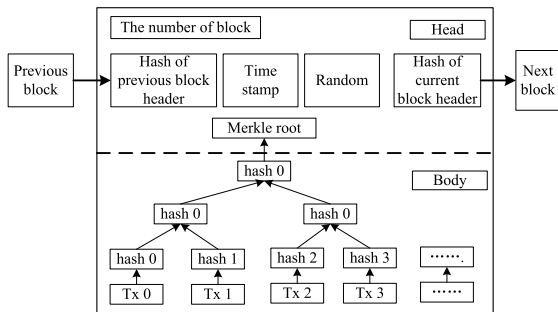 The number of block
Head
Previous
block
Hash of
previous block
header
Time
stamp
Random
Hash of
current
block header
Next
block
Merkle root
hash 0
Body
hash 0
hash 0
hash 0
hash 1
hash 2
hash 3
…….
Tx 0
Tx 1
Tx 2
Tx 3
……